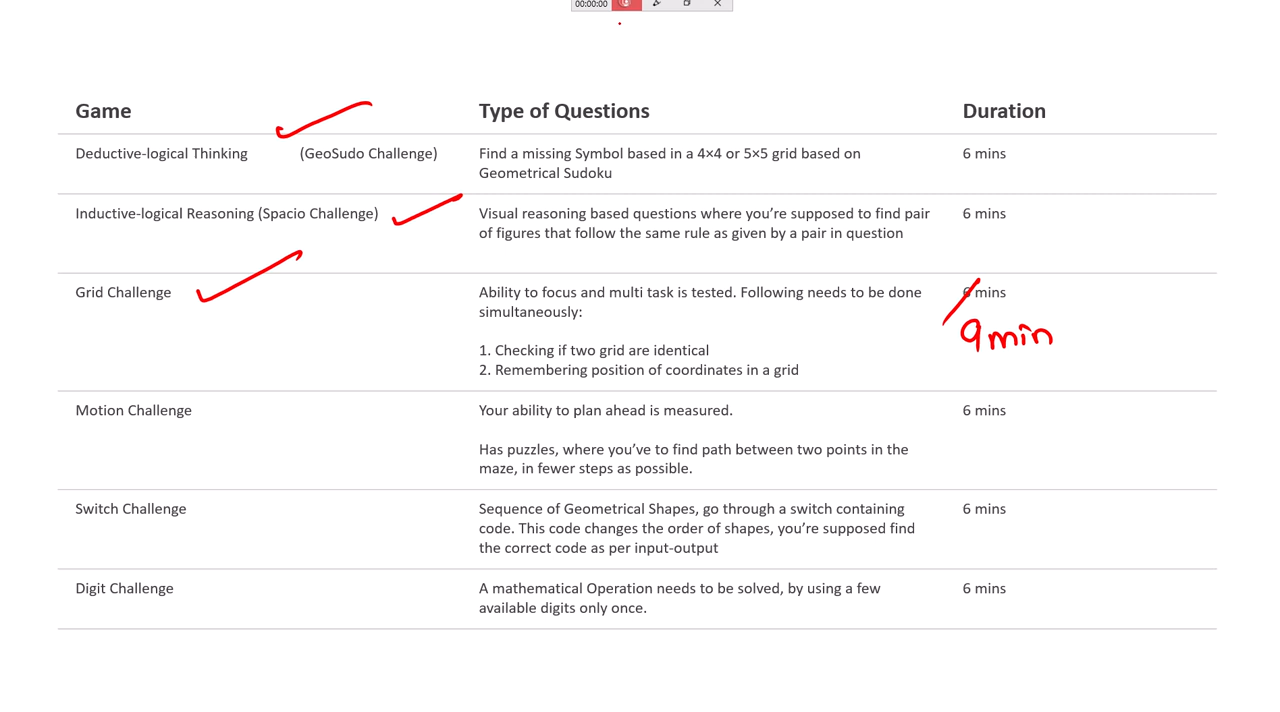 00:00:00
Game Type of Questions Duration
Deductive-logical Thinking (GeoSudo Challenge) Find a missing Symbol based in a 4×4 or 5×5 grid based on 6 mins
Geometrical Sudoku
Inductive-logical Reasoning (Spacio Challenge) Visual reasoning based questions where you’re supposed to find pair 6 mins
of figures that follow the same rule as given by a pair in question
Grid Challenge Ability to focus and multi task is tested. Following needs to be done 6 mins
simultaneously:
9 min
1. Checking if two grid are identical
2. Remembering position of coordinates in a grid
Motion Challenge Your ability to plan ahead is measured. 6 mins
Has puzzles, where you’ve to find path between two points in the
maze, in fewer steps as possible.
Switch Challenge Sequence of Geometrical Shapes, go through a switch containing 6 mins
code. This code changes the order of shapes, you’re supposed find
the correct code as per input-output
Digit Challenge A mathematical Operation needs to be solved, by using a few 6 mins
available digits only once.